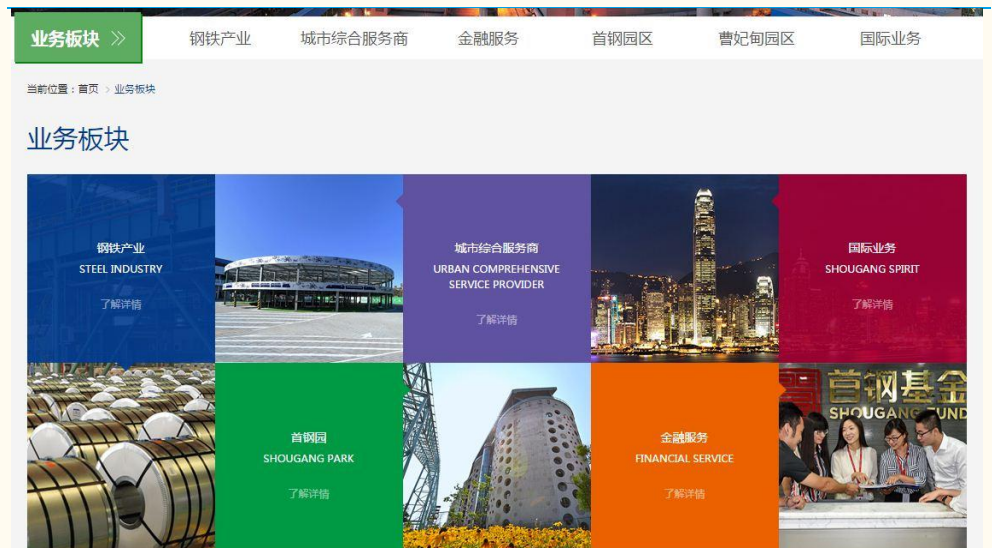 业务板块
钢铁产业
城市综合服务商
金融服务
首钢园区
曹妃甸园区
国际业务
当前位置：首页 > 业务板块
业务板块
钢铁产业
STEEL INDUSTRY
了解详情
城市综合服务商
URBAN COMPREHENSIVE
SERVICE PROVIDER
了解详情
国际业务
SHOUGANG SPIRIT
了解详情
首钢园
SHOUGANG PARK
了解详情
金融服务
FINANCIAL SERVICE
了解详情
首钢基金
SHOUGANG FUND